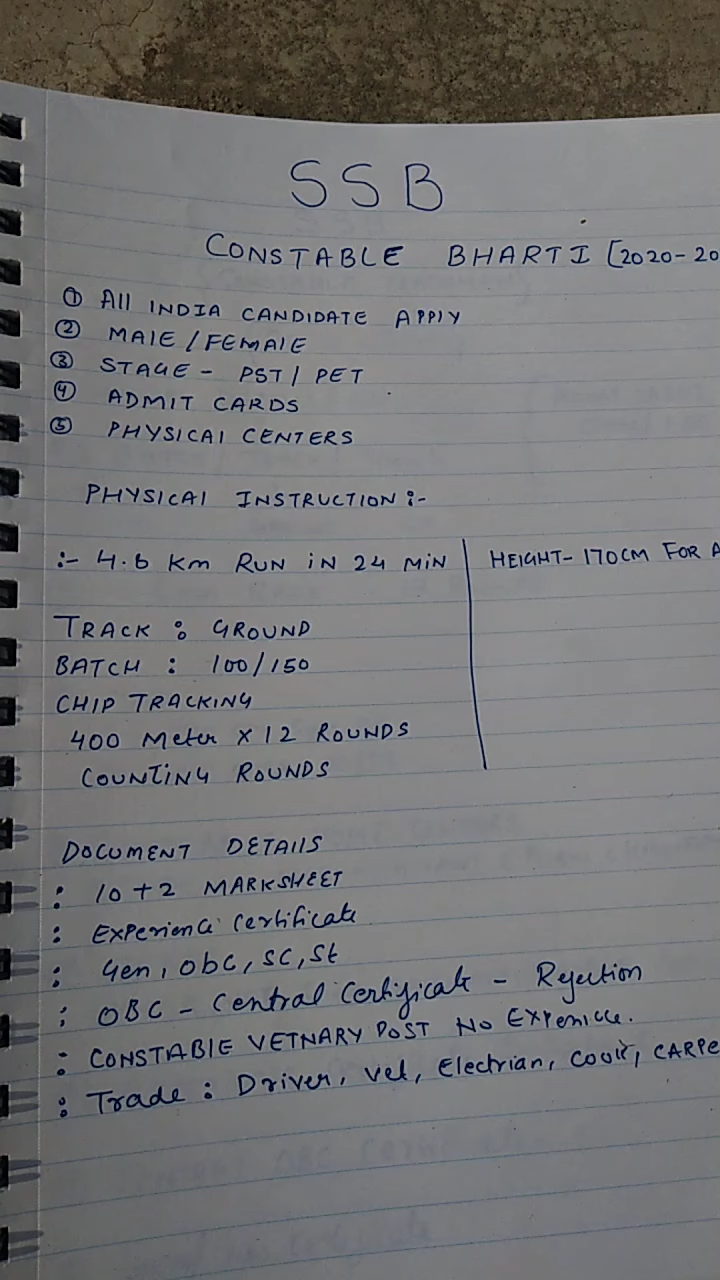 SSB
CONSTABLE BHARTI [2020-20
① All INDIA CANDIDATE APPLY
② MAlE / FEMAlE
③ STAGE - PST / PET
④ ADMIT CARDS
⑤ PHYSICAl CENTERS
PHYSICAl INSTRUCTION :-
:- 4.6 Km RUN iN 24 MiN
HEIGHT- 170CM FOR A
TRACK : GROUND
BATCH : 100/150
CHIP TRACKING
400 Meter X 12 ROUNDS
COUNTiNG ROUNDS
DOCUMENT DETAIlS
: 10+2 MARKSHEET
: EXPerienc Certificate
: Gen, Obc, SC, St
: OBC - Central Certificate - Rejection
: CONSTABlE VETNARY POST No EXPerince.
: Trade : Driver, vet, Electrian, Cook, CARPE